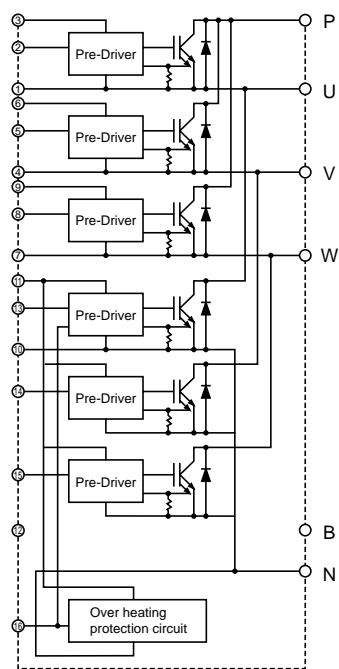 ③ P
② Pre-Driver
① U
⑥
⑤ Pre-Driver
④ V
⑨
⑧ Pre-Driver
⑦ W
⑪
⑬ Pre-Driver
⑩
⑭ Pre-Driver
⑮ Pre-Driver
⑫ B
N
⑯ Over heating
protection circuit